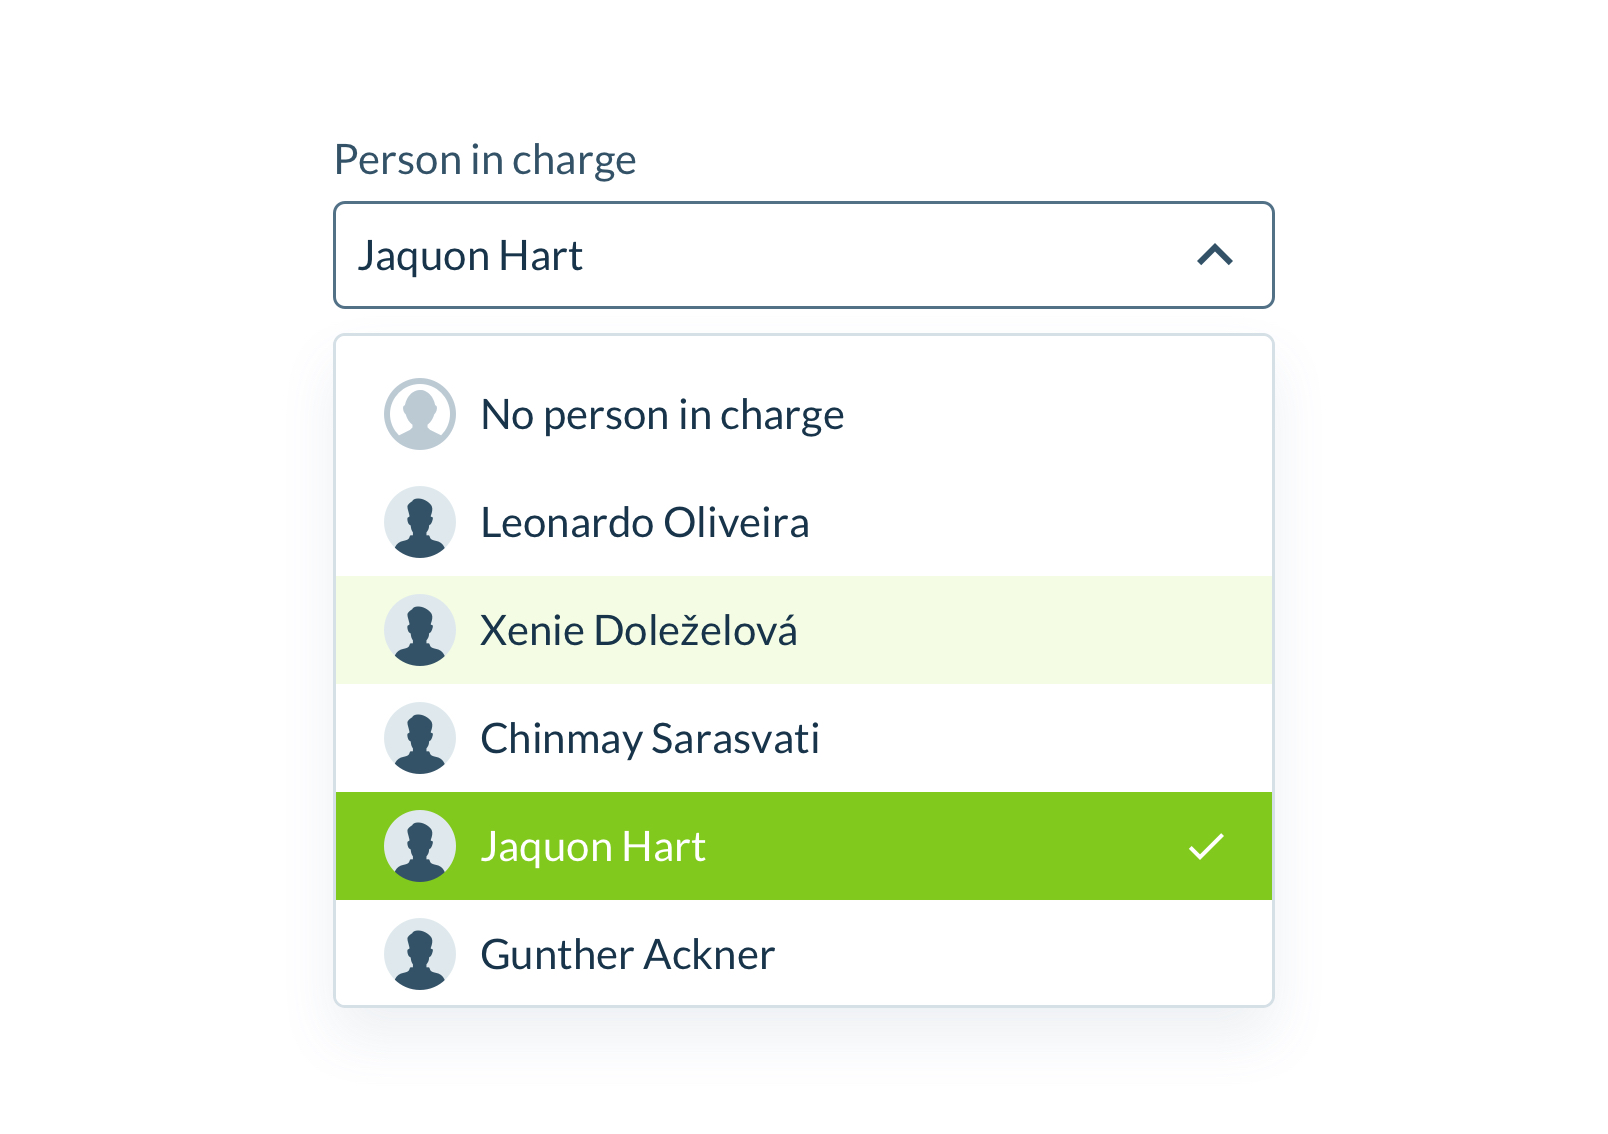 Person in charge
Jaquon Hart
No person in charge
Leonardo Oliveira
Xenie Doleželová
Chinmay Sarasvati
Jaquon Hart
Gunther Ackner